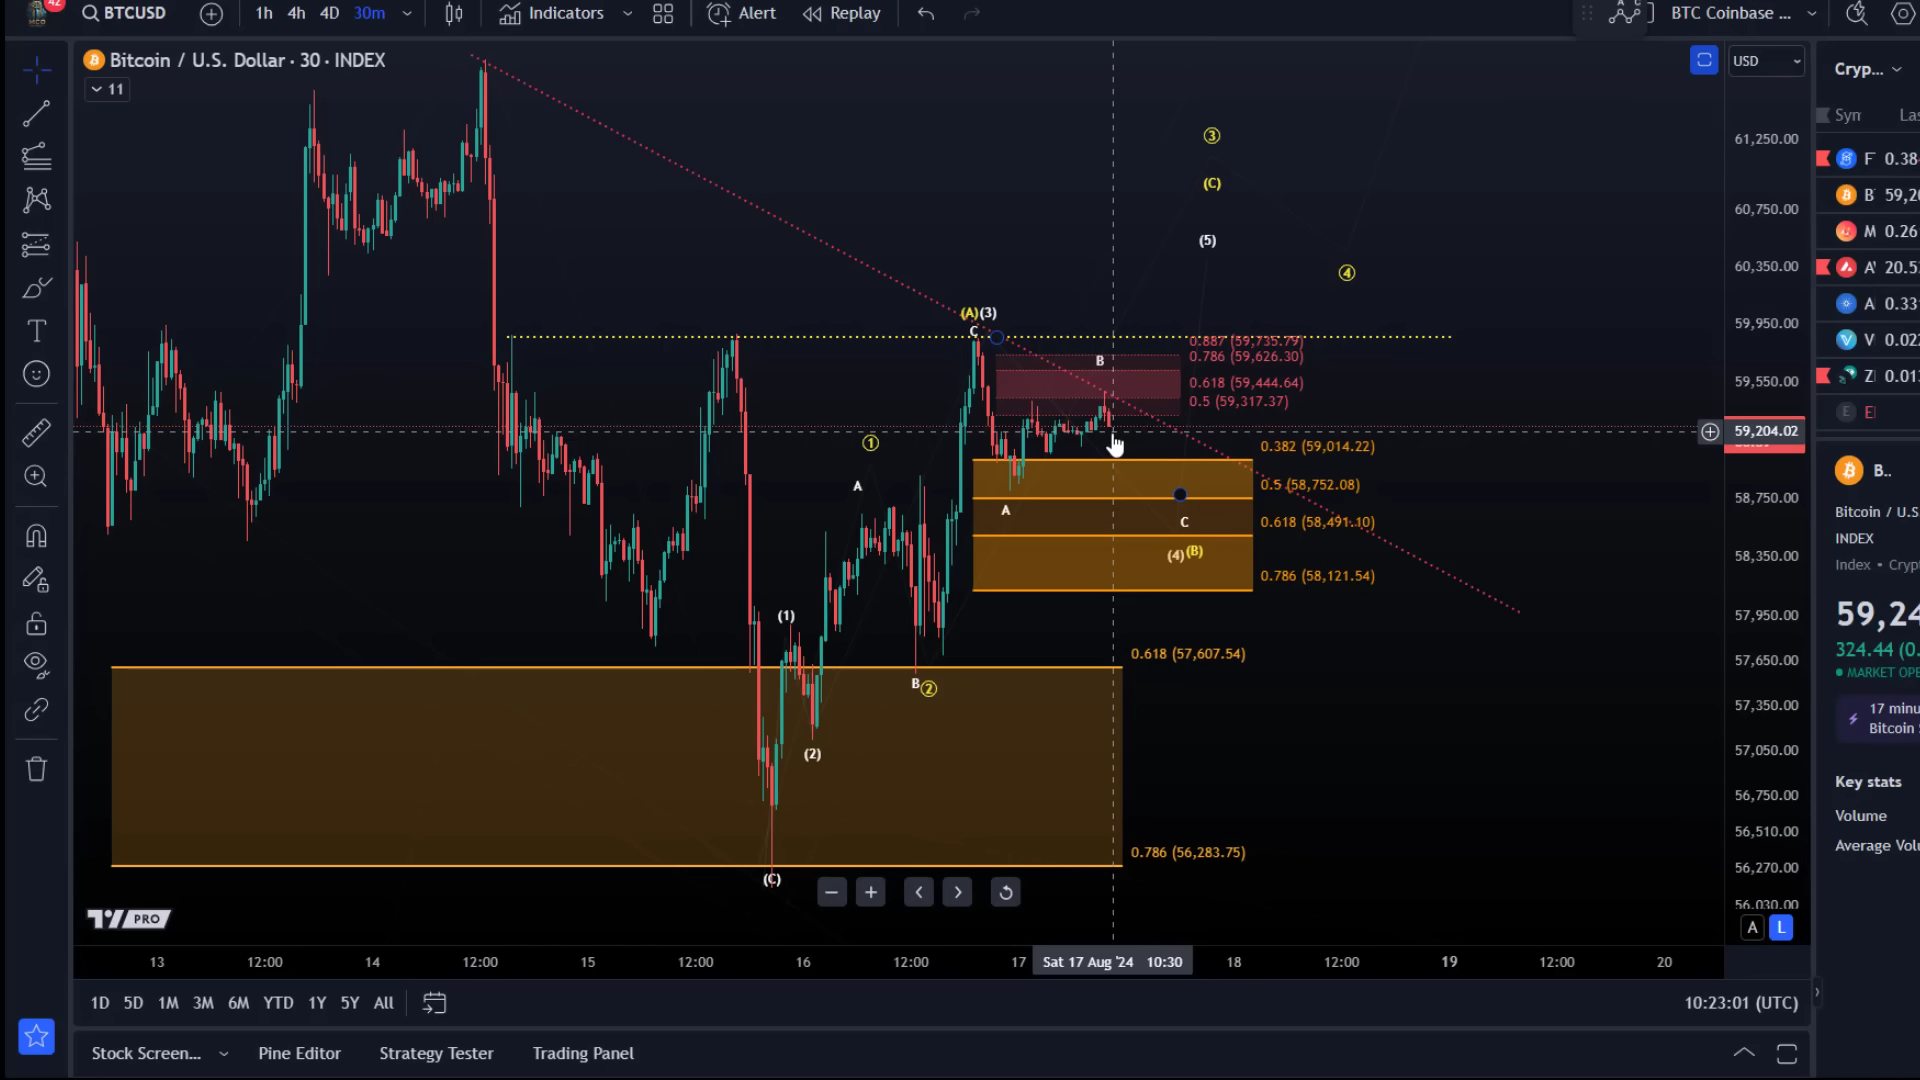 42
BTCUSD
1h 4h 4D 30m
Indicators
Alert
Replay
BTC Coinbase ...
Bitcoin / U.S. Dollar · 30 · INDEX
11
USD
Cryp...
61,250.00
60,750.00
60,350.00
59,950.00
59,550.00
59,204.02
58,750.00
58,350.00
57,950.00
57,650.00
57,350.00
57,050.00
56,750.00
56,510.00
56,270.00
56,030.00
③
(C)
(5)
④
(A)(3)
C
B
0.887 (59,735.79)
0.786 (59,626.30)
0.618 (59,444.64)
0.5 (59,317.37)
①
A
0.382 (59,014.22)
0.5 (58,752.08)
A
C
0.618 (58,491.10)
(4)(B)
0.786 (58,121.54)
(1)
0.618 (57,607.54)
B②
(2)
0.786 (56,283.75)
(C)
PRO
A L
13 12:00 14 12:00 15 12:00 16 12:00 17 Sat 17 Aug '24 10:30 18 12:00 19 12:00 20
1D 5D 1M 3M 6M YTD 1Y 5Y All
10:23:01 (UTC)
Stock Screen... Pine Editor Strategy Tester Trading Panel
Syn Las
F 0.38
B 59,20
M 0.26
A 20.5
A 0.33
V 0.02
Z 0.01
E
B..
Bitcoin / U.S
INDEX
Index • Cryp
59,24
324.44 (0.
MARKET OPE
17 minu
Bitcoin
Key stats
Volume
Average Volu